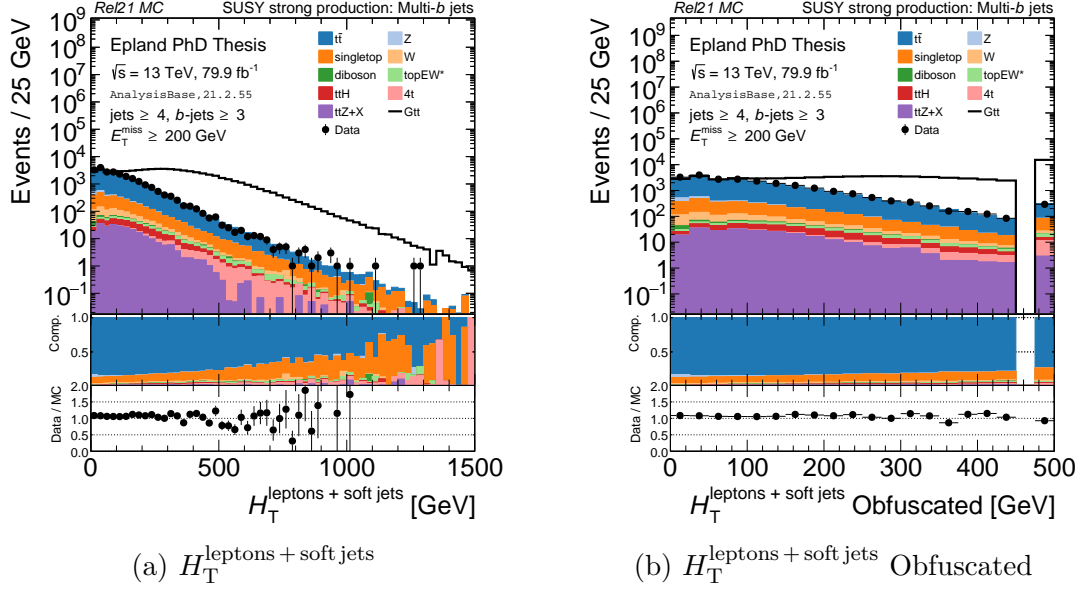 Rel21 MC SUSY strong production: Multi-b jets
Epland PhD Thesis
√s = 13 TeV, 79.9 fb⁻¹
AnalysisBase,21.2.55
jets ≥ 4, b-jets ≥ 3
E_T^miss ≥ 200 GeV
tt̄ Z
singletop W
diboson topEW*
ttH 4t
ttZ+X Gtt
Data
Events / 25 GeV
10⁹
10⁸
10⁷
10⁶
10⁵
10⁴
10³
10²
10
1
10⁻¹
Comp.
1.0
0.5
Data / MC
2.0
1.5
1.0
0.5
0.0
0 500 1000 1500
H_T^leptons + soft jets [GeV]
(a) H_T^leptons + soft jets
Rel21 MC SUSY strong production: Multi-b jets
Epland PhD Thesis
√s = 13 TeV, 79.9 fb⁻¹
AnalysisBase,21.2.55
jets ≥ 4, b-jets ≥ 3
E_T^miss ≥ 200 GeV
tt̄ Z
singletop W
diboson topEW*
ttH 4t
ttZ+X Gtt
Data
Events / 25 GeV
10⁹
10⁸
10⁷
10⁶
10⁵
10⁴
10³
10²
10
1
10⁻¹
Comp.
1.0
0.5
Data / MC
2.0
1.5
1.0
0.5
0.0
0 100 200 300 400 500
H_T^leptons + soft jets Obfuscated [GeV]
(b) H_T^leptons + soft jets Obfuscated